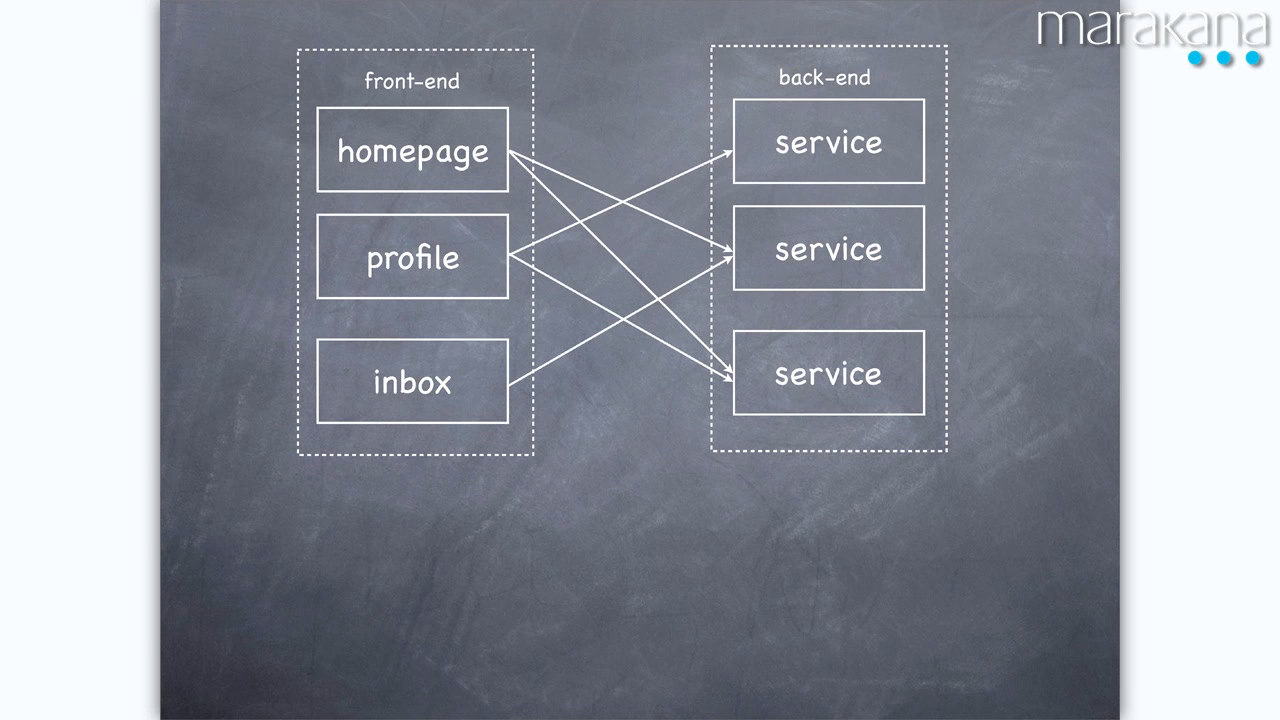 marakana
front-end
homepage
profile
inbox
back-end
service
service
service